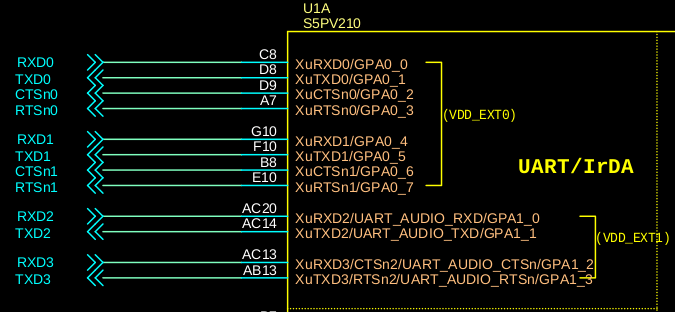 U1A
S5PV210
RXD0 C8 XuRXD0/GPA0_0
TXD0 D8 XuTXD0/GPA0_1
CTSn0 D9 XuCTSn0/GPA0_2
RTSn0 A7 XuRTSn0/GPA0_3
(VDD_EXT0)
RXD1 G10 XuRXD1/GPA0_4
TXD1 F10 XuTXD1/GPA0_5
CTSn1 B8 XuCTSn1/GPA0_6
RTSn1 E10 XuRTSn1/GPA0_7
UART/IrDA
RXD2 AC20 XuRXD2/UART_AUDIO_RXD/GPA1_0
TXD2 AC14 XuTXD2/UART_AUDIO_TXD/GPA1_1
(VDD_EXT1)
RXD3 AC13 XuRXD3/CTSn2/UART_AUDIO_CTSn/GPA1_2
TXD3 AB13 XuTXD3/RTSn2/UART_AUDIO_RTSn/GPA1_3